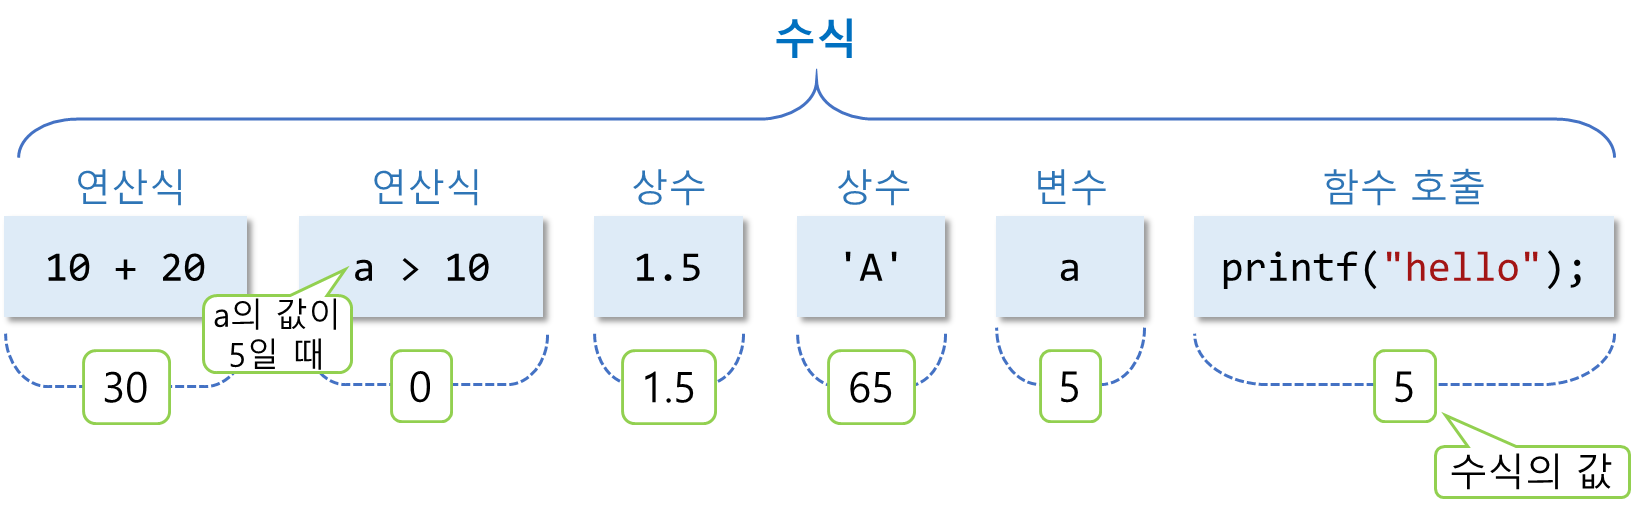 수식
연산식
연산식
상수
상수
변수
함수 호출
10 + 20
a > 10
1.5
'A'
a
printf("hello");
a의 값이
5일 때
30
0
1.5
65
5
5
수식의 값